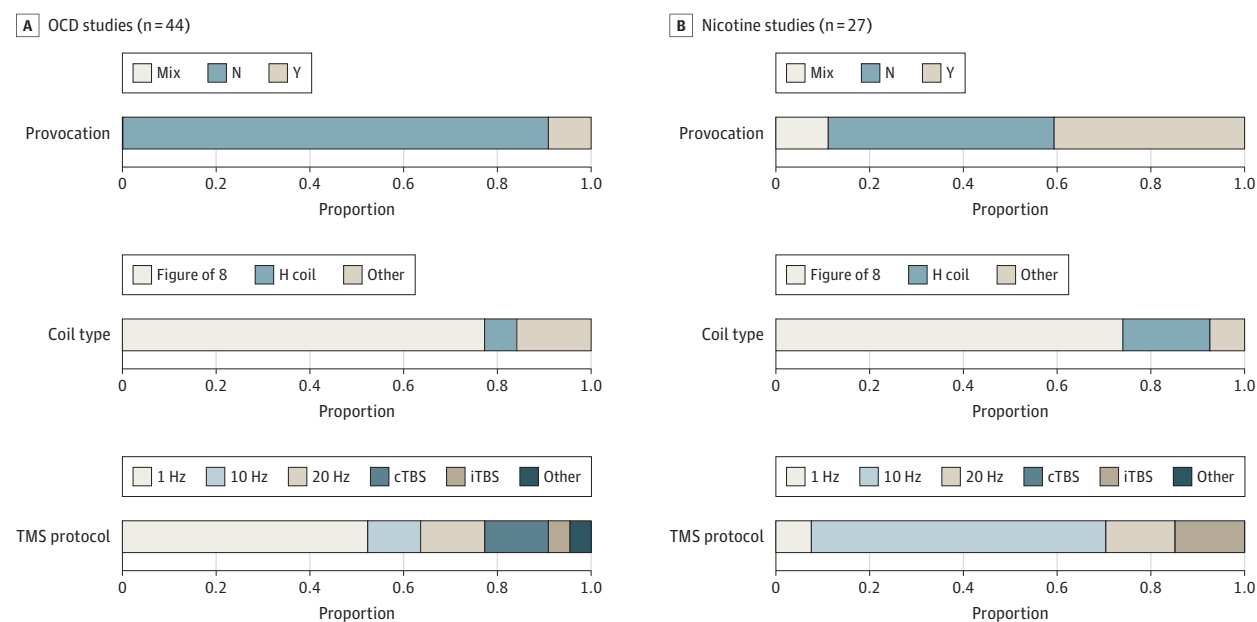 A OCD studies (n=44)
Mix N Y
Provocation
0 0.2 0.4 0.6 0.8 1.0
Proportion
Figure of 8 H coil Other
Coil type
0 0.2 0.4 0.6 0.8 1.0
Proportion
1 Hz 10 Hz 20 Hz cTBS iTBS Other
TMS protocol
0 0.2 0.4 0.6 0.8 1.0
Proportion
B Nicotine studies (n=27)
Mix N Y
Provocation
0 0.2 0.4 0.6 0.8 1.0
Proportion
Figure of 8 H coil Other
Coil type
0 0.2 0.4 0.6 0.8 1.0
Proportion
1 Hz 10 Hz 20 Hz cTBS iTBS Other
TMS protocol
0 0.2 0.4 0.6 0.8 1.0
Proportion